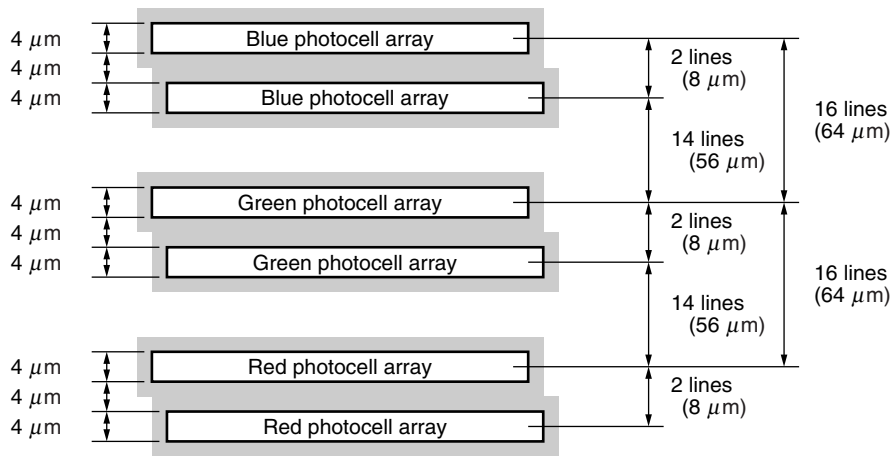 4 μm
4 μm
4 μm
Blue photocell array
Blue photocell array
2 lines
(8 μm)
14 lines
(56 μm)
16 lines
(64 μm)
4 μm
4 μm
4 μm
Green photocell array
Green photocell array
2 lines
(8 μm)
14 lines
(56 μm)
16 lines
(64 μm)
4 μm
4 μm
4 μm
Red photocell array
Red photocell array
2 lines
(8 μm)